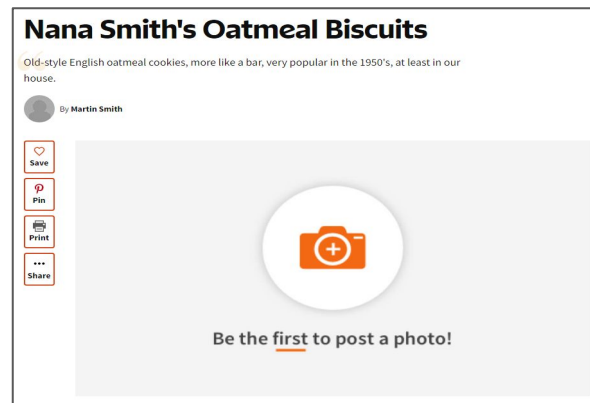 Nana Smith's Oatmeal Biscuits
Old-style English oatmeal cookies, more like a bar, very popular in the 1950's, at least in our
house.
By Martin Smith
Save
Pin
Print
Share
Be the first to post a photo!